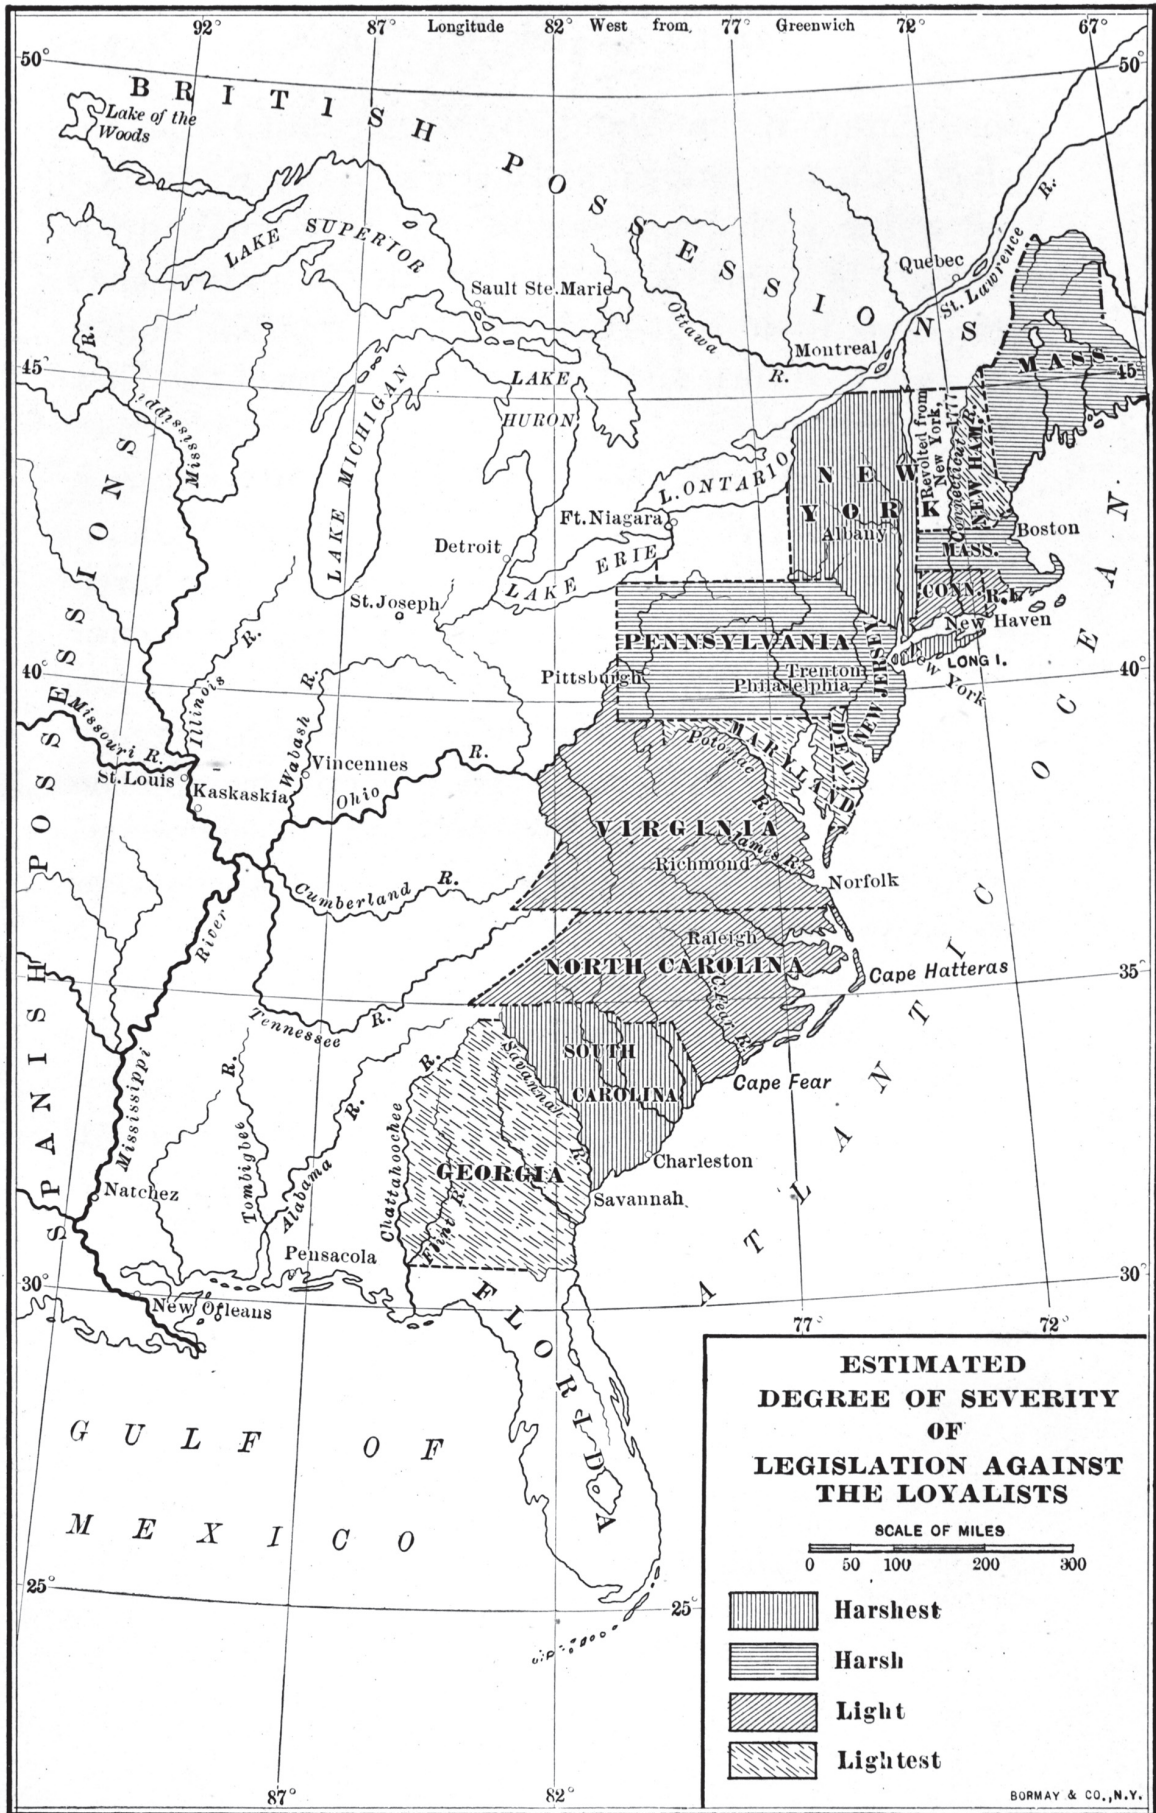 92° 87° Longitude 82° West from 77° Greenwich 72° 67°
50° 50°
BRITISH POSSESSIONS
Lake of the
Woods
LAKE SUPERIOR
Sault Ste. Marie
Quebec
St. Lawrence R.
Ottawa R.
Montreal
R.
45° 45°
MASS.
LAKE
HURON
LAKE MICHIGAN
Mississippi
L. ONTARIO
NEW
YORK
Albany
Revolted from
New York,
1777
Connecticut R.
NEW HAM.
Boston
MASS.
CONN. R.I.
New Haven
LONG I.
New York
Ft. Niagara
Detroit
LAKE ERIE
St. Joseph
PENNSYLVANIA
Pittsburgh
Trenton
Philadelphia
NEW JERSEY
40° 40°
DEL.
MARYLAND
Potomac R.
Illinois R.
Wabash R.
Missouri R.
St. Louis
Kaskaskia
Vincennes
Ohio R.
VIRGINIA
James R.
Richmond
Norfolk
Cumberland R.
River
Raleigh
NORTH CAROLINA
C. Fear R.
Cape Hatteras
35°
Tennessee R.
SOUTH
CAROLINA
Savannah R.
Cape Fear
Charleston
Savannah
GEORGIA
Chattahoochee R.
Flint R.
Alabama R.
Tombigbee R.
Mississippi
Natchez
Pensacola
New Orleans
SPANISH POSSESSIONS
FLORIDA
ATLANTIC OCEAN
30° 30°
77° 72°
GULF OF
MEXICO
25° 25°
87° 82°
ESTIMATED
DEGREE OF SEVERITY
OF
LEGISLATION AGAINST
THE LOYALISTS
SCALE OF MILES
0 50 100 200 300
Harshest
Harsh
Light
Lightest
BORMAY & CO., N.Y.